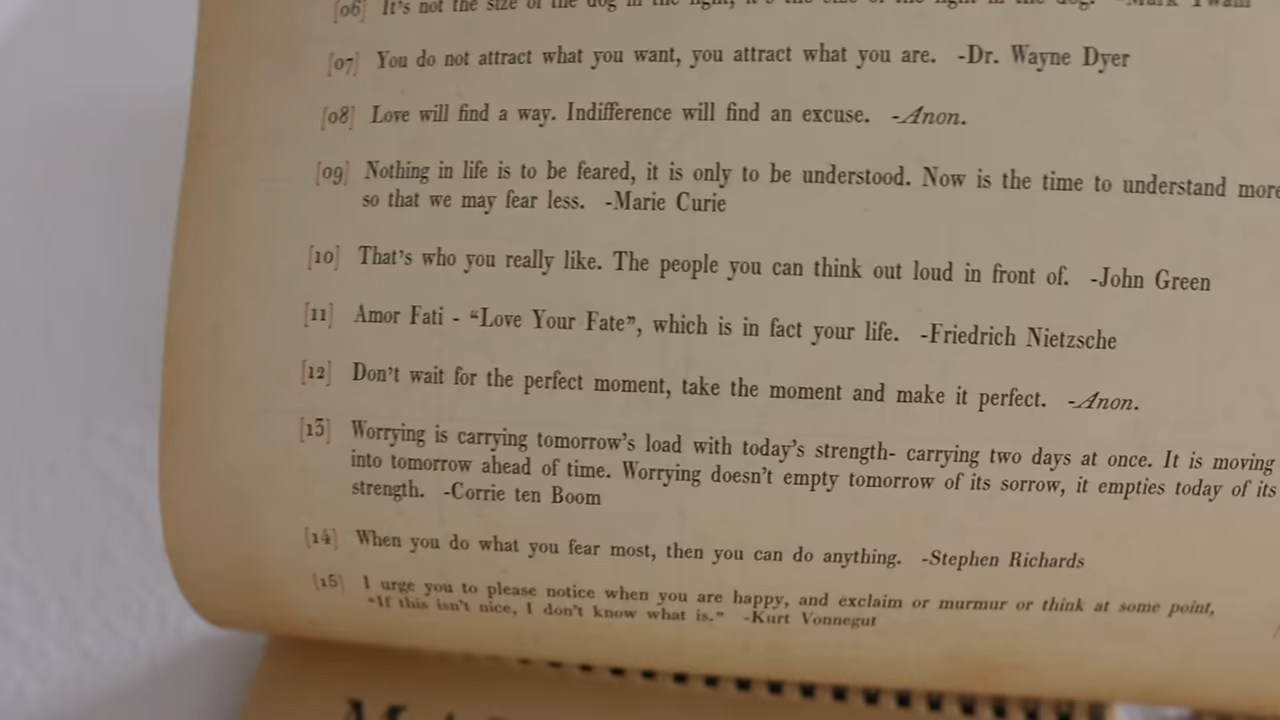 [06] It's not the size of the dog in the fight, it's the size of the fight in the dog. -Mark Twain
[07] You do not attract what you want, you attract what you are. -Dr. Wayne Dyer
[08] Love will find a way. Indifference will find an excuse. -Anon.
[09] Nothing in life is to be feared, it is only to be understood. Now is the time to understand more
so that we may fear less. -Marie Curie
[10] That's who you really like. The people you can think out loud in front of. -John Green
[11] Amor Fati - “Love Your Fate”, which is in fact your life. -Friedrich Nietzsche
[12] Don't wait for the perfect moment, take the moment and make it perfect. -Anon.
[13] Worrying is carrying tomorrow's load with today's strength- carrying two days at once. It is moving
into tomorrow ahead of time. Worrying doesn't empty tomorrow of its sorrow, it empties today of its
strength. -Corrie ten Boom
[14] When you do what you fear most, then you can do anything. -Stephen Richards
[15] I urge you to please notice when you are happy, and exclaim or murmur or think at some point,
“If this isn't nice, I don't know what is.” -Kurt Vonnegut